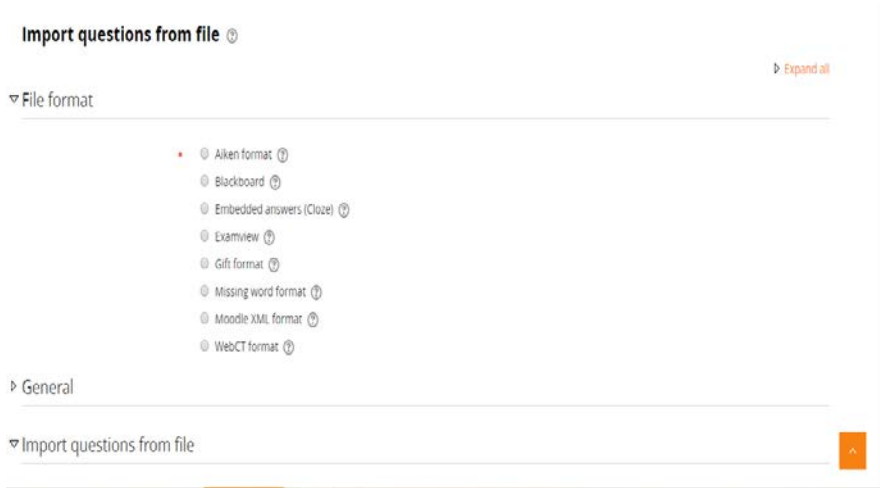 Import questions from file
Expand all
File format
Aiken format
Blackboard
Embedded answers (Cloze)
Examview
Gift format
Missing word format
Moodle XML format
WebCT format
General
Import questions from file